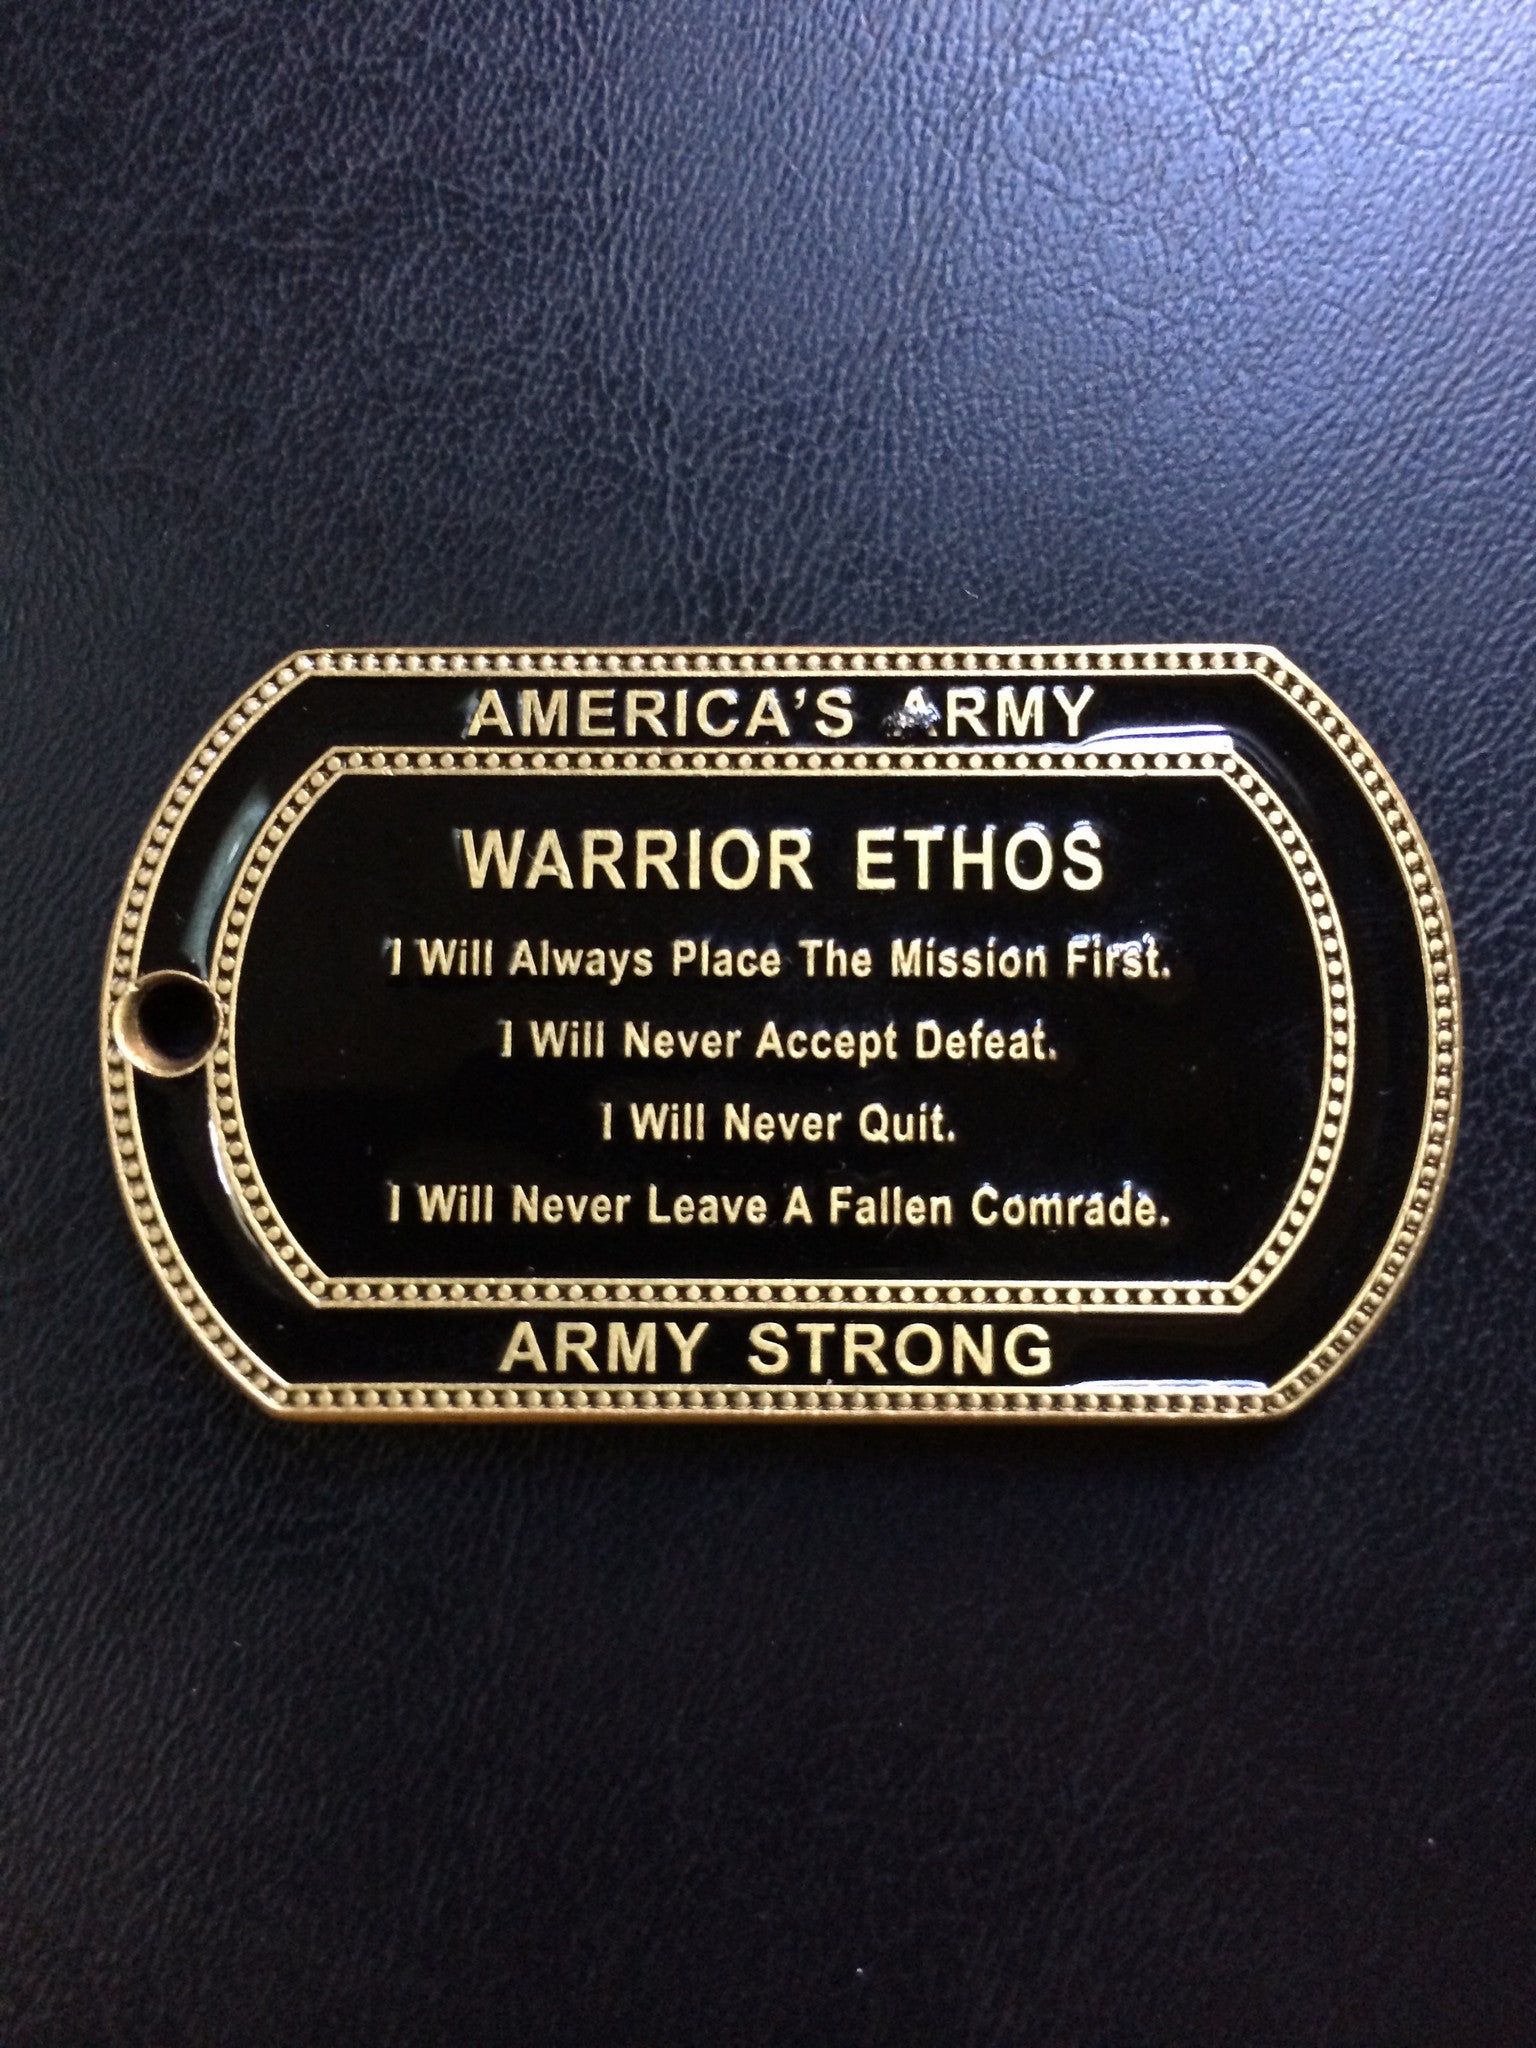 AMERICA'S ARMY
WARRIOR ETHOS
I Will Always Place The Mission First.
I Will Never Accept Defeat.
I Will Never Quit.
I Will Never Leave A Fallen Comrade.
ARMY STRONG